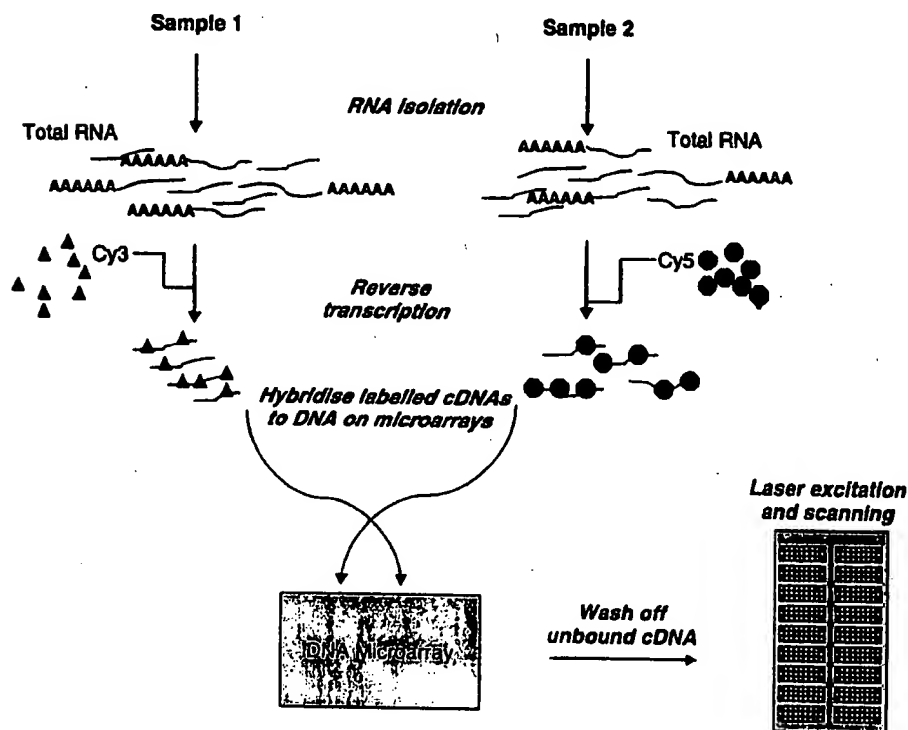 Sample 1
Sample 2
RNA isolation
Total RNA
Total RNA
AAAAAA
AAAAAA
AAAAAA
AAAAAA
AAAAAA
AAAAAA
AAAAAA
Cy3
Cy5
Reverse
transcription
Hybridise labelled cDNAs
to DNA on microarrays
Laser excitation
and scanning
DNA Microarray
Wash off
unbound cDNA